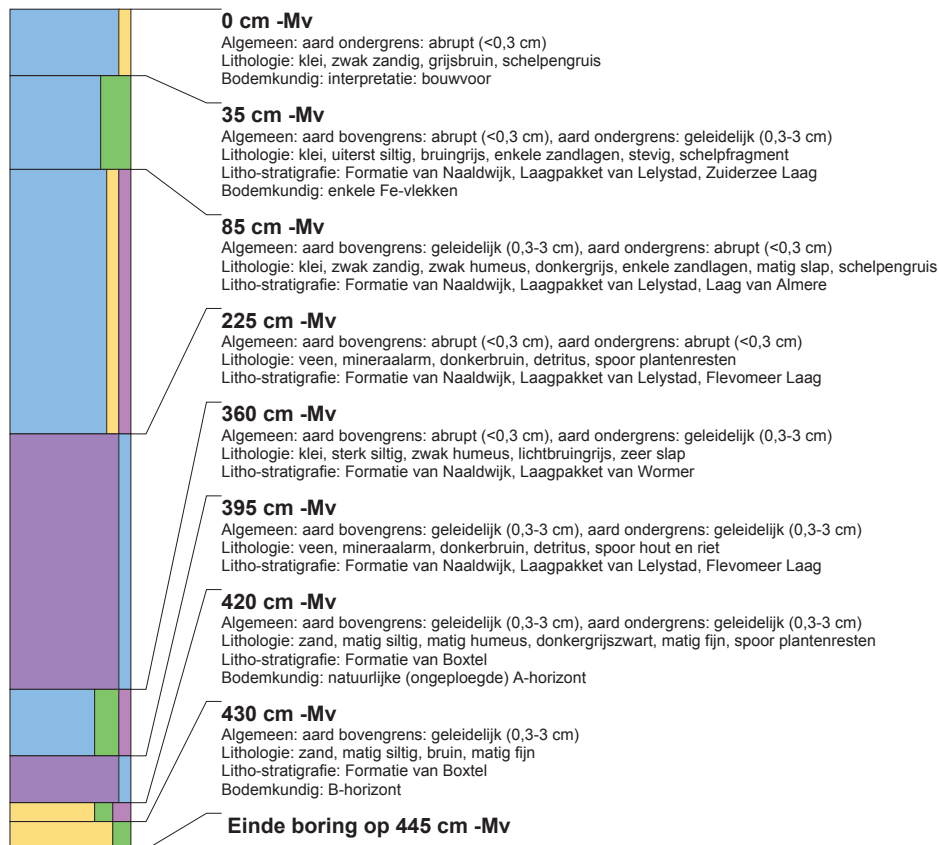 0 cm -Mv
Algemeen: aard ondergrens: abrupt (<0,3 cm)
Lithologie: klei, zwak zandig, grijsbruin, schelpengruis
Bodemkundig: interpretatie: bouwvoor
35 cm -Mv
Algemeen: aard bovengrens: abrupt (<0,3 cm), aard ondergrens: geleidelijk (0,3-3 cm)
Lithologie: klei, uiterst siltig, bruingrijs, enkele zandlagen, stevig, schelpfragment
Litho-stratigrafie: Formatie van Naaldwijk, Laagpakket van Lelystad, Zuiderzee Laag
Bodemkundig: enkele Fe-vlekken
85 cm -Mv
Algemeen: aard bovengrens: geleidelijk (0,3-3 cm), aard ondergrens: abrupt (<0,3 cm)
Lithologie: klei, zwak zandig, zwak humeus, donkergrijs, enkele zandlagen, matig slap, schelpengruis
Litho-stratigrafie: Formatie van Naaldwijk, Laagpakket van Lelystad, Laag van Almere
225 cm -Mv
Algemeen: aard bovengrens: abrupt (<0,3 cm), aard ondergrens: abrupt (<0,3 cm)
Lithologie: veen, mineraalarm, donkerbruin, detritus, spoor plantenresten
Litho-stratigrafie: Formatie van Naaldwijk, Laagpakket van Lelystad, Flevomeer Laag
360 cm -Mv
Algemeen: aard bovengrens: abrupt (<0,3 cm), aard ondergrens: geleidelijk (0,3-3 cm)
Lithologie: klei, sterk siltig, zwak humeus, lichtbruingrijs, zeer slap
Litho-stratigrafie: Formatie van Naaldwijk, Laagpakket van Wormer
395 cm -Mv
Algemeen: aard bovengrens: geleidelijk (0,3-3 cm), aard ondergrens: geleidelijk (0,3-3 cm)
Lithologie: veen, mineraalarm, donkerbruin, detritus, spoor hout en riet
Litho-stratigrafie: Formatie van Naaldwijk, Laagpakket van Lelystad, Flevomeer Laag
420 cm -Mv
Algemeen: aard bovengrens: geleidelijk (0,3-3 cm), aard ondergrens: geleidelijk (0,3-3 cm)
Lithologie: zand, matig siltig, matig humeus, donkergrijszwart, matig fijn, spoor plantenresten
Litho-stratigrafie: Formatie van Boxtel
Bodemkundig: natuurlijke (ongeploegde) A-horizont
430 cm -Mv
Algemeen: aard bovengrens: geleidelijk (0,3-3 cm)
Lithologie: zand, matig siltig, bruin, matig fijn
Litho-stratigrafie: Formatie van Boxtel
Bodemkundig: B-horizont
Einde boring op 445 cm -Mv